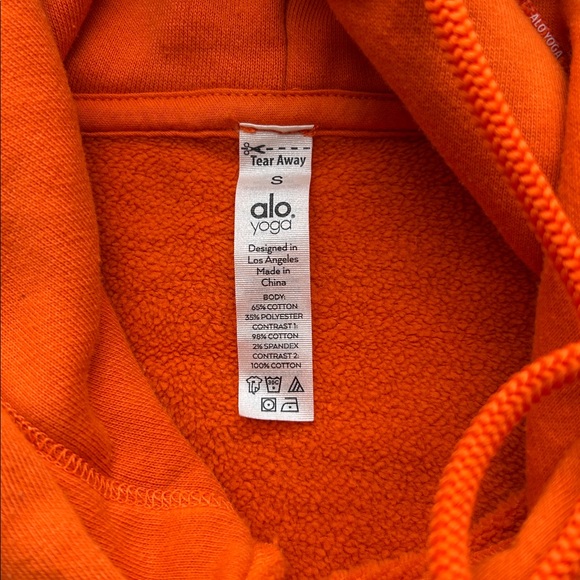 ALO YOGA
Tear Away
S
alo.
yoga
Designed in
Los Angeles
Made in
China
BODY:
65% COTTON
35% POLYESTER
CONTRAST 1:
98% COTTON
2% SPANDEX
CONTRAST 2:
100% COTTON
30C